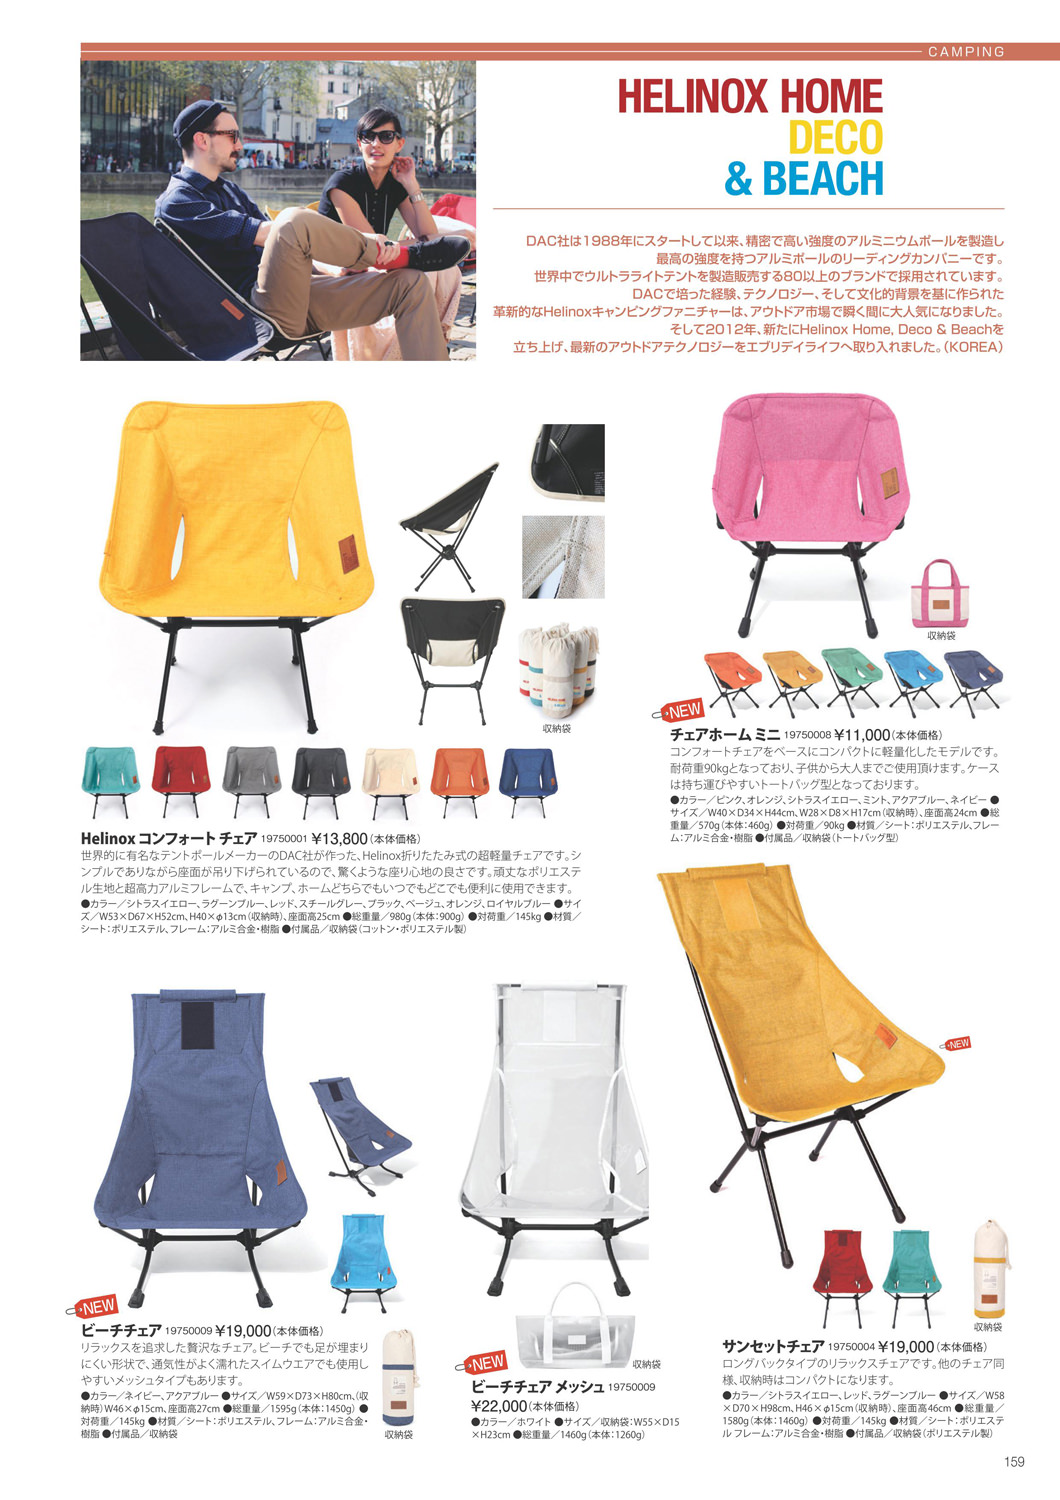 CAMPING
HELINOX HOME
DECO
& BEACH
DAC社は1988年にスタートして以来、精密で高い強度のアルミニウムポールを製造し
最高の強度を持つアルミポールのリーディングカンパニーです。
世界中でウルトラライトテントを製造販売する80以上のブランドで採用されています。
DACで培った経験、テクノロジー、そして文化的背景を基に作られた
革新的なHelinoxキャンピングファニチャーは、アウトドア市場で瞬く間に大人気になりました。
そして2012年、新たにHelinox Home, Deco & Beachを
立ち上げ、最新のアウトドアテクノロジーをエブリデイライフへ取り入れました。(KOREA)
収納袋
Helinox コンフォート チェア 19750001 ¥13,800(本体価格)
世界的に有名なテントポールメーカーのDAC社が作った、Helinox折りたたみ式の超軽量チェアです。シ
ンプルでありながら座面が吊り下げられているので、驚くような座り心地の良さです。頑丈なポリエステ
ル生地と超高力アルミフレームで、キャンプ、ホームどちらでもいつでもどこでも便利に使用できます。
●カラー／シトラスイエロー、ラグーンブルー、レッド、スチールグレー、ブラック、ベージュ、オレンジ、ロイヤルブルー ●サイ
ズ／W53×D67×H52cm、H40×φ13cm(収納時)、座面高25cm ●総重量／980g(本体:900g) ●対荷重／145kg ●材質／
シート:ポリエステル、フレーム:アルミ合金・樹脂 ●付属品／収納袋(コットン・ポリエステル製)
収納袋
NEW
チェアホーム ミニ 19750008 ¥11,000(本体価格)
コンフォートチェアをベースにコンパクトに軽量化したモデルです。
耐荷重90kgとなっており、子供から大人までご使用頂けます。ケース
は持ち運びやすいトートバッグ型となっております。
●カラー／ピンク、オレンジ、シトラスイエロー、ミント、アクアブルー、ネイビー ●
サイズ／W40×D34×H44cm、W28×D8×H17cm(収納時)、座面高24cm ●総
重量／570g(本体:460g) ●対荷重／90kg ●材質／シート:ポリエステル、フレー
ム:アルミ合金・樹脂 ●付属品／収納袋(トートバッグ型)
NEW
ビーチチェア 19750009 ¥19,000(本体価格)
リラックスを追求した贅沢なチェア。ビーチでも足が埋まり
にくい形状で、通気性がよく濡れたスイムウエアでも使用し
やすいメッシュタイプもあります。
●カラー／ネイビー、アクアブルー ●サイズ／W59×D73×H80cm、(収
納時) W46×φ15cm、座面高27cm ●総重量／1595g(本体:1450g) ●
対荷重／145kg ●材質／シート:ポリエステル、フレーム:アルミ合金・
樹脂 ●付属品／収納袋
収納袋
収納袋
NEW
ビーチチェア メッシュ 19750009
¥22,000(本体価格)
●カラー／ホワイト ●サイズ／収納袋:W55×D15
×H23cm ●総重量／1460g(本体:1260g)
NEW
収納袋
サンセットチェア 19750004 ¥19,000(本体価格)
ロングバックタイプのリラックスチェアです。他のチェア同
様、収納時はコンパクトになります。
●カラー／シトラスイエロー、レッド、ラグーンブルー ●サイズ／W58
×D70×H98cm、H46×φ15cm(収納時)、座面高46cm ●総重量／
1580g(本体:1460g) ●対荷重／145kg ●材質／シート:ポリエステ
ル フレーム:アルミ合金・樹脂 ●付属品／収納袋(ポリエステル製)
159